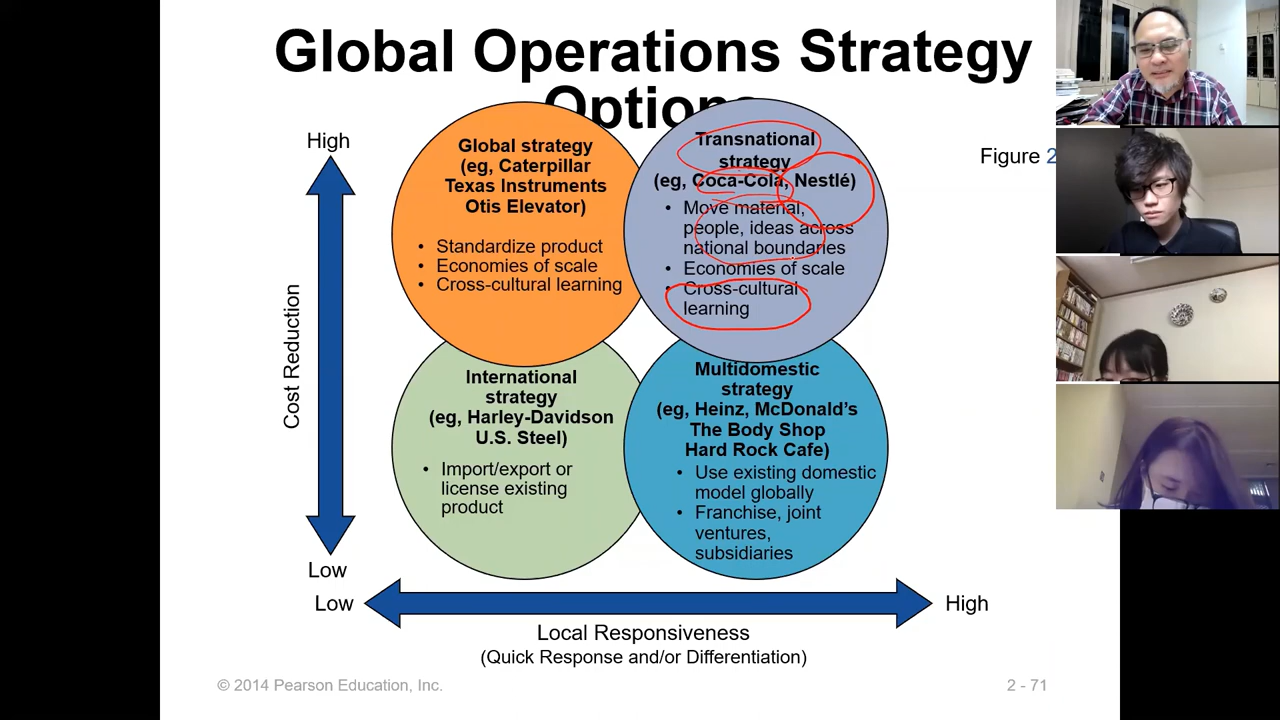 Global Operations Strategy
Options
High
Global strategy
(eg, Caterpillar
Texas Instruments
Otis Elevator)
• Standardize product
• Economies of scale
• Cross-cultural learning
Transnational
strategy
(eg, Coca-Cola, Nestlé)
• Move material,
people, ideas across
national boundaries
• Economies of scale
• Cross-cultural
learning
Figure 2
Cost Reduction
International
strategy
(eg, Harley-Davidson
U.S. Steel)
• Import/export or
license existing
product
Multidomestic
strategy
(eg, Heinz, McDonald’s
The Body Shop
Hard Rock Cafe)
• Use existing domestic
model globally
• Franchise, joint
ventures,
subsidiaries
Low
Low
High
Local Responsiveness
(Quick Response and/or Differentiation)
© 2014 Pearson Education, Inc.
2 - 71